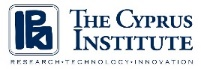 THE CYPRUS
INSTITUTE
RESEARCH•TECHNOLOGY•INNOVATION